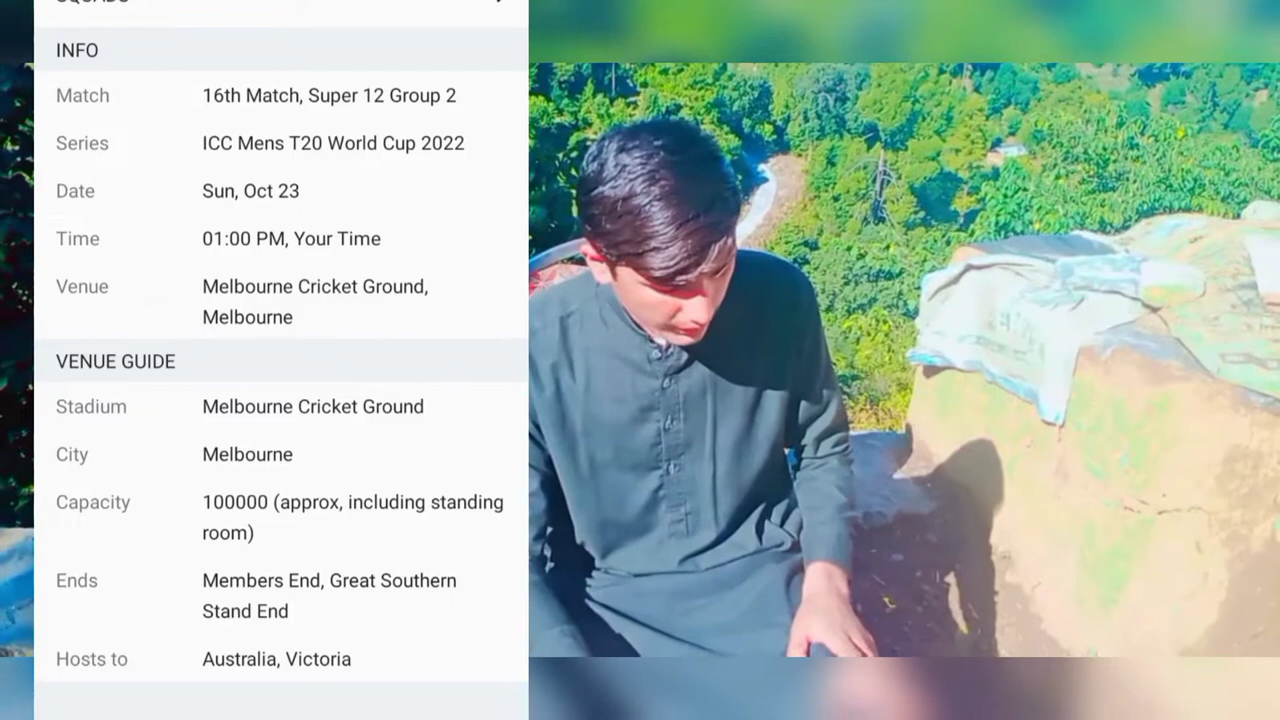 INFO
Match 16th Match, Super 12 Group 2
Series ICC Mens T20 World Cup 2022
Date Sun, Oct 23
Time 01:00 PM, Your Time
Venue Melbourne Cricket Ground,
Melbourne
VENUE GUIDE
Stadium Melbourne Cricket Ground
City Melbourne
Capacity 100000 (approx, including standing
room)
Ends Members End, Great Southern
Stand End
Hosts to Australia, Victoria